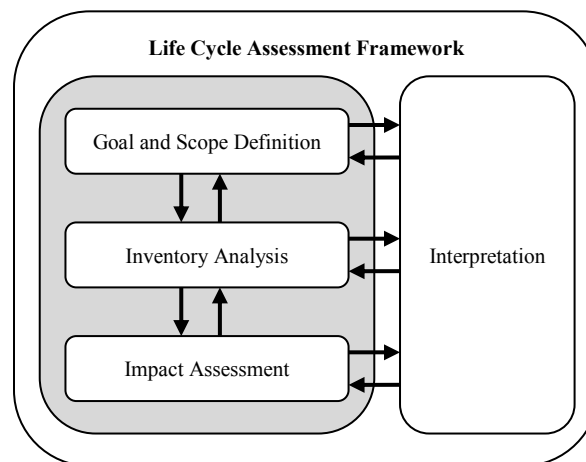 Life Cycle Assessment Framework
Goal and Scope Definition
Inventory Analysis
Interpretation
Impact Assessment